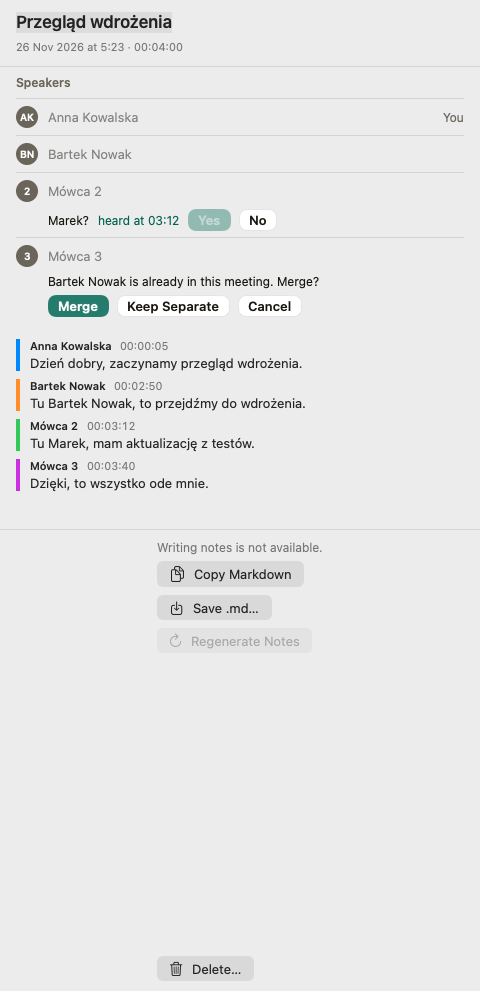 Przegląd wdrożenia
26 Nov 2026 at 5:23 · 00:04:00
Speakers
AK Anna Kowalska You
BN Bartek Nowak
2 Mówca 2
Marek? heard at 03:12 Yes No
3 Mówca 3
Bartek Nowak is already in this meeting. Merge?
Merge Keep Separate Cancel
Anna Kowalska 00:00:05
Dzień dobry, zaczynamy przegląd wdrożenia.
Bartek Nowak 00:02:50
Tu Bartek Nowak, to przejdźmy do wdrożenia.
Mówca 2 00:03:12
Tu Marek, mam aktualizację z testów.
Mówca 3 00:03:40
Dzięki, to wszystko ode mnie.
Writing notes is not available.
Copy Markdown
Save .md...
Regenerate Notes
Delete...